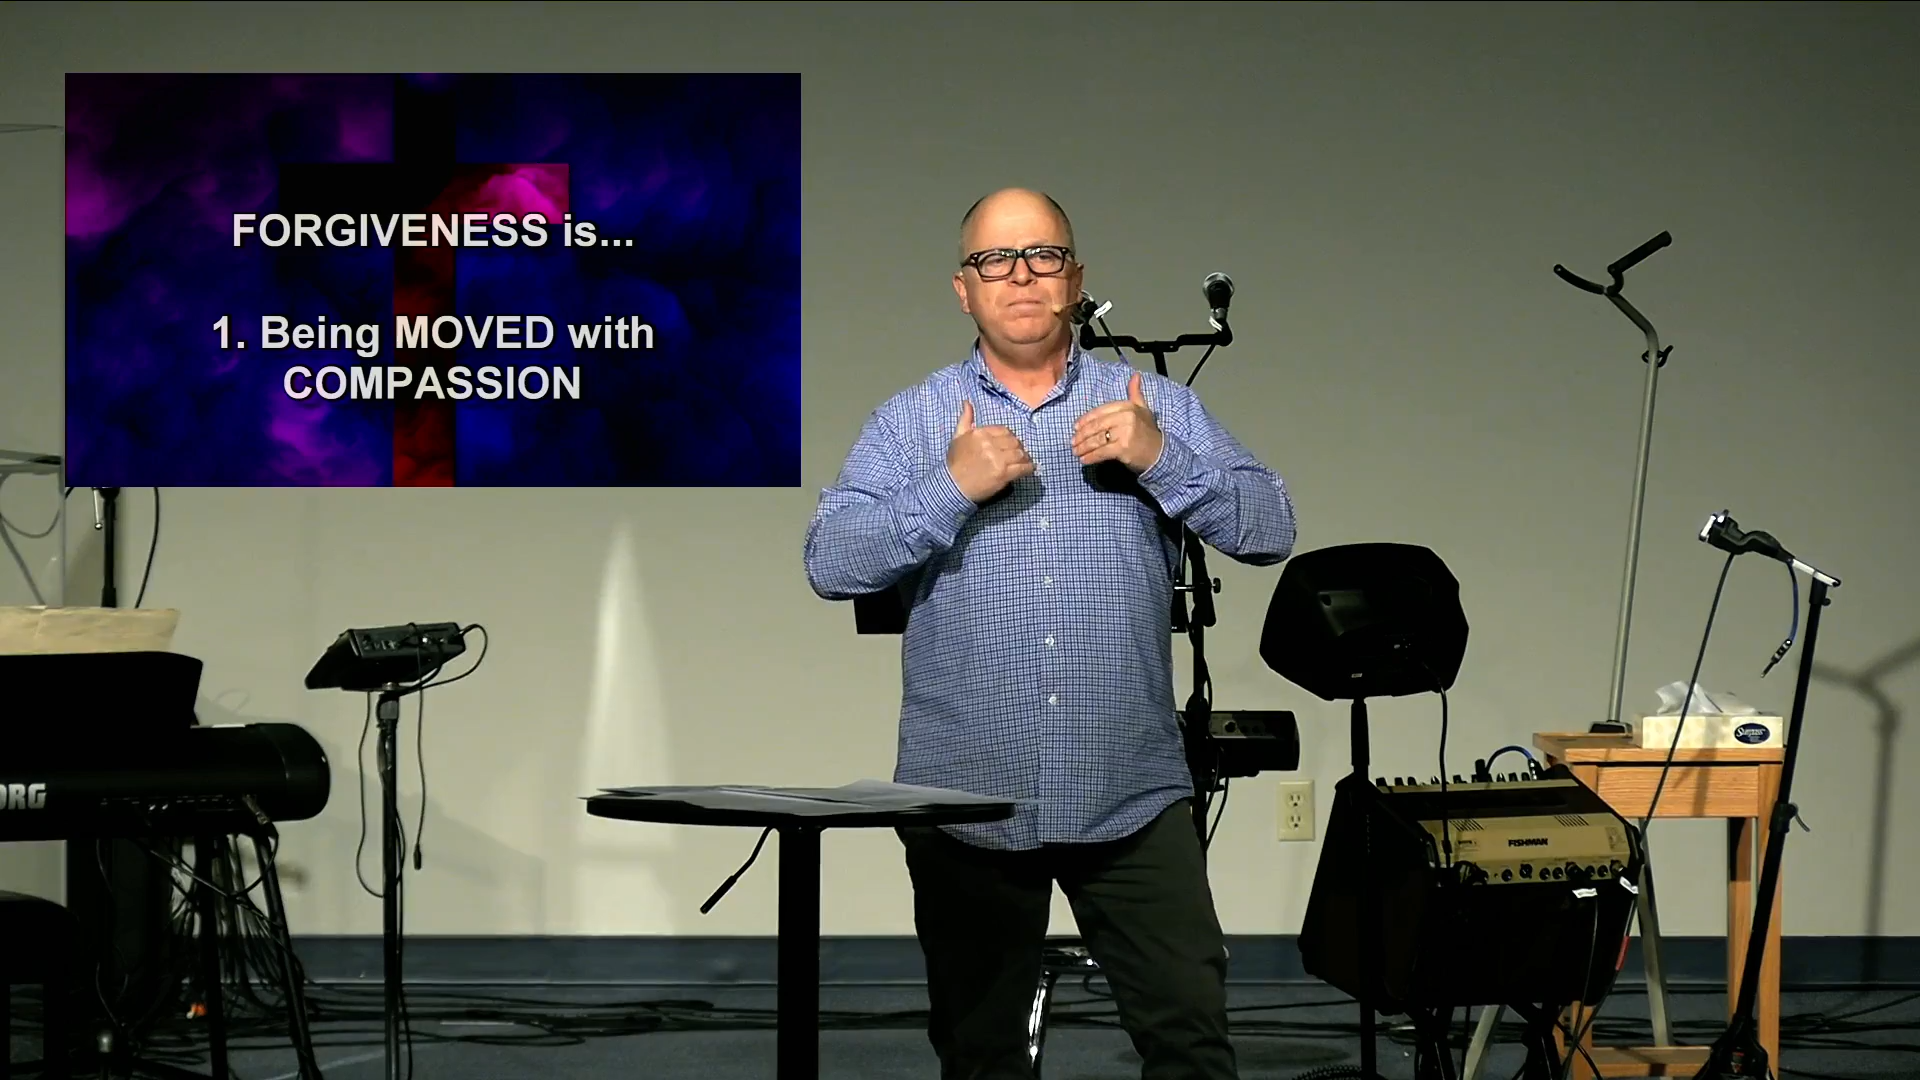 FORGIVENESS is...
1. Being MOVED with
COMPASSION
ORG
FISHMAN